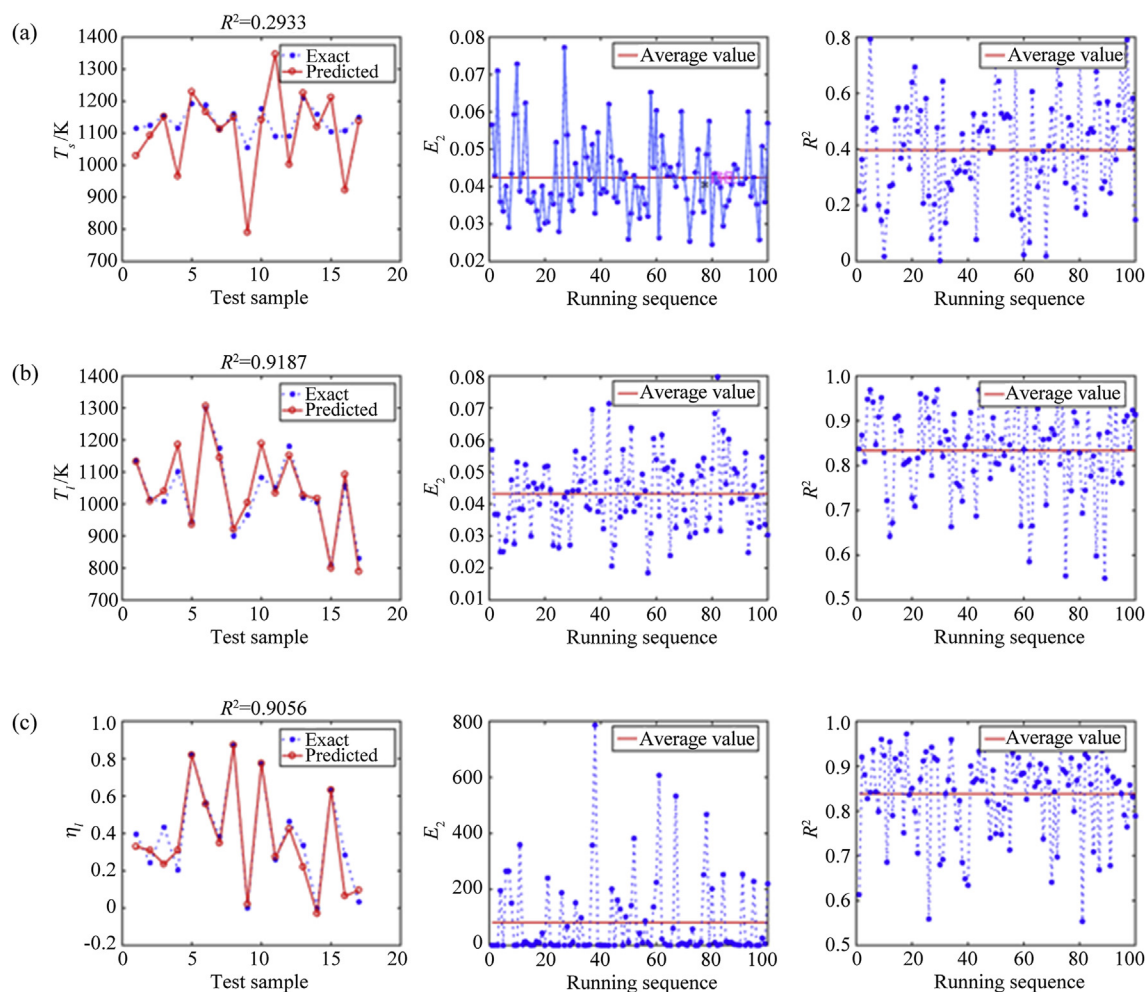 (a)
R²=0.2933
Exact
Predicted
Tₛ/K
1400
1300
1200
1100
1000
900
800
700
0 5 10 15 20
Test sample
Average value
E₂
0.08
0.07
0.06
0.05
0.04
0.03
0.02
0 20 40 60 80 100
Running sequence
Average value
R²
0.8
0.6
0.4
0.2
0
0 20 40 60 80 100
Running sequence
(b)
R²=0.9187
Exact
Predicted
Tₗ/K
1400
1300
1200
1100
1000
900
800
700
0 5 10 15 20
Test sample
Average value
E₂
0.08
0.07
0.06
0.05
0.04
0.03
0.02
0.01
0 20 40 60 80 100
Running sequence
Average value
R²
1.0
0.9
0.8
0.7
0.6
0.5
0 20 40 60 80 100
Running sequence
(c)
R²=0.9056
Exact
Predicted
ηₗ
1.0
0.8
0.6
0.4
0.2
0
-0.2
0 5 10 15 20
Test sample
Average value
E₂
800
600
400
200
0
0 20 40 60 80 100
Running sequence
Average value
R²
1.0
0.9
0.8
0.7
0.6
0.5
0 20 40 60 80 100
Running sequence